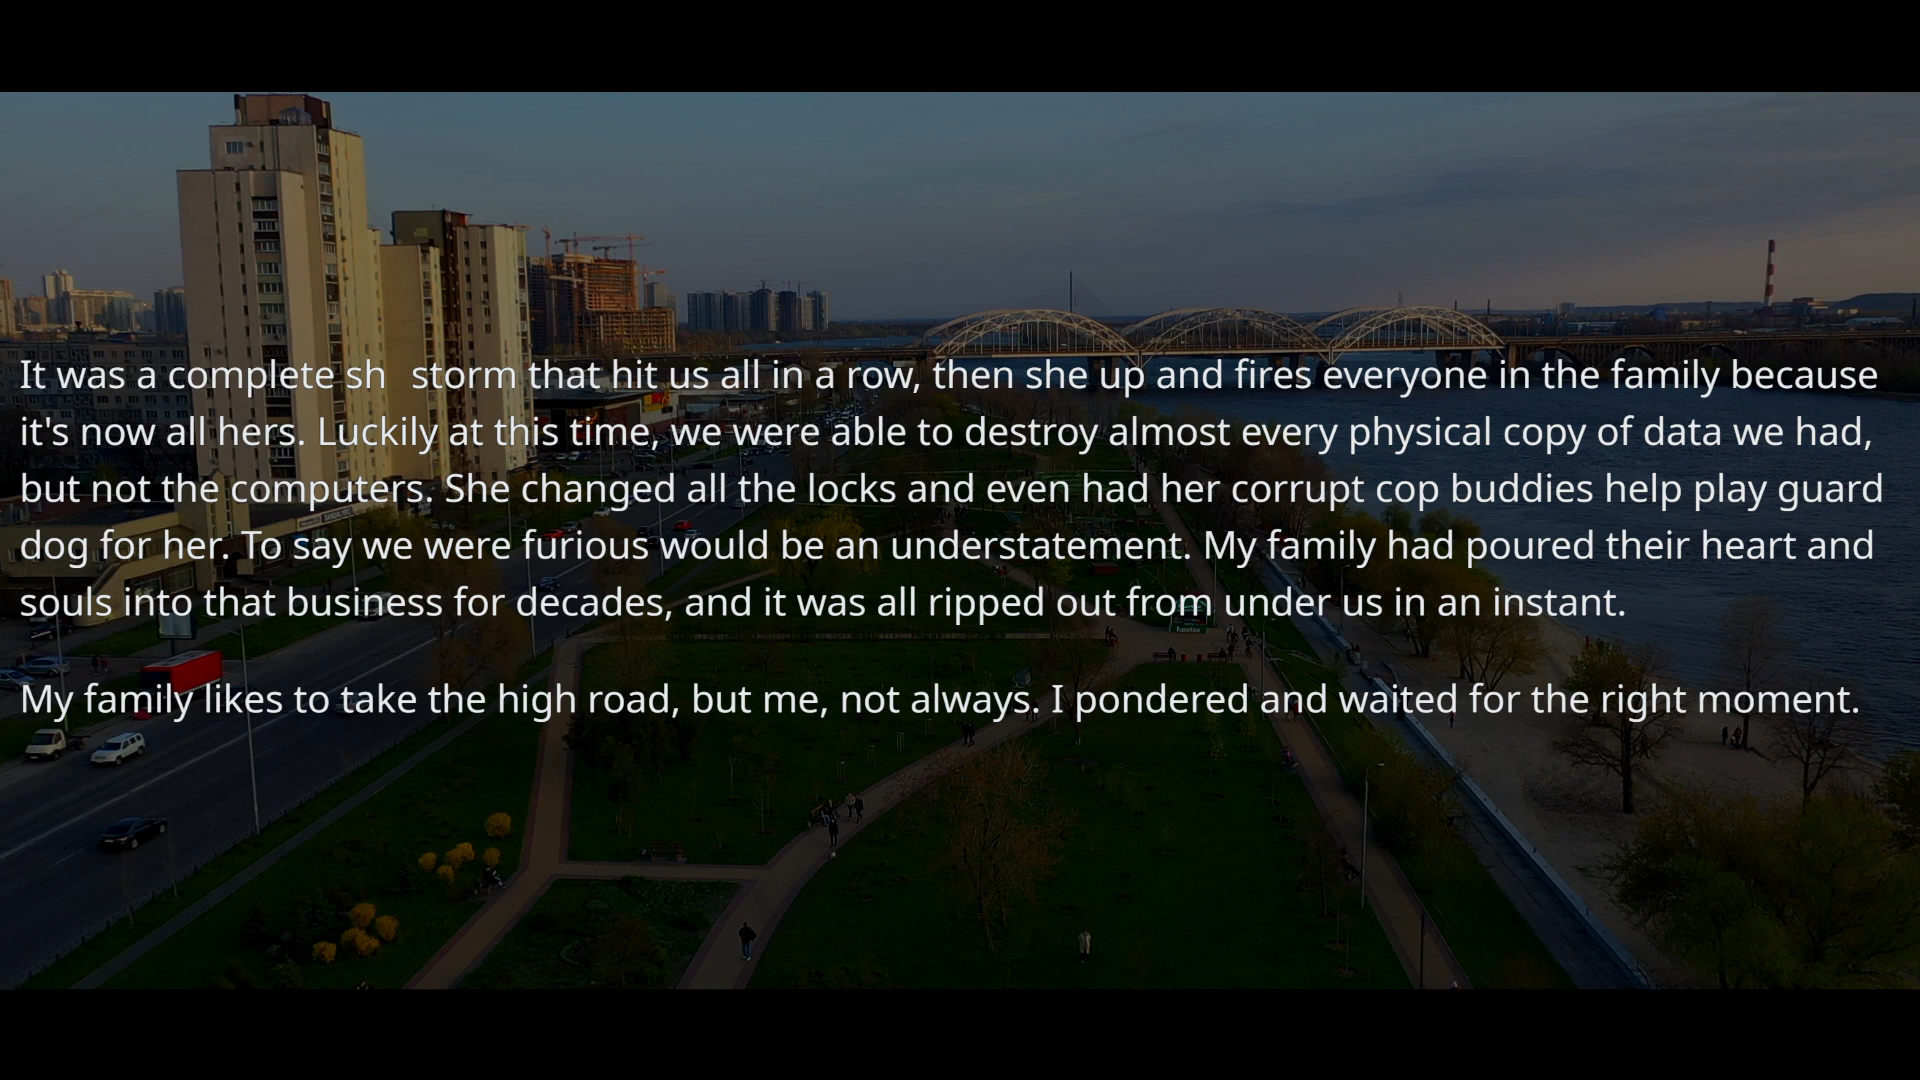 It was a complete sh  storm that hit us all in a row, then she up and fires everyone in the family because
it's now all hers. Luckily at this time, we were able to destroy almost every physical copy of data we had,
but not the computers. She changed all the locks and even had her corrupt cop buddies help play guard
dog for her. To say we were furious would be an understatement. My family had poured their heart and
souls into that business for decades, and it was all ripped out from under us in an instant.
My family likes to take the high road, but me, not always. I pondered and waited for the right moment.